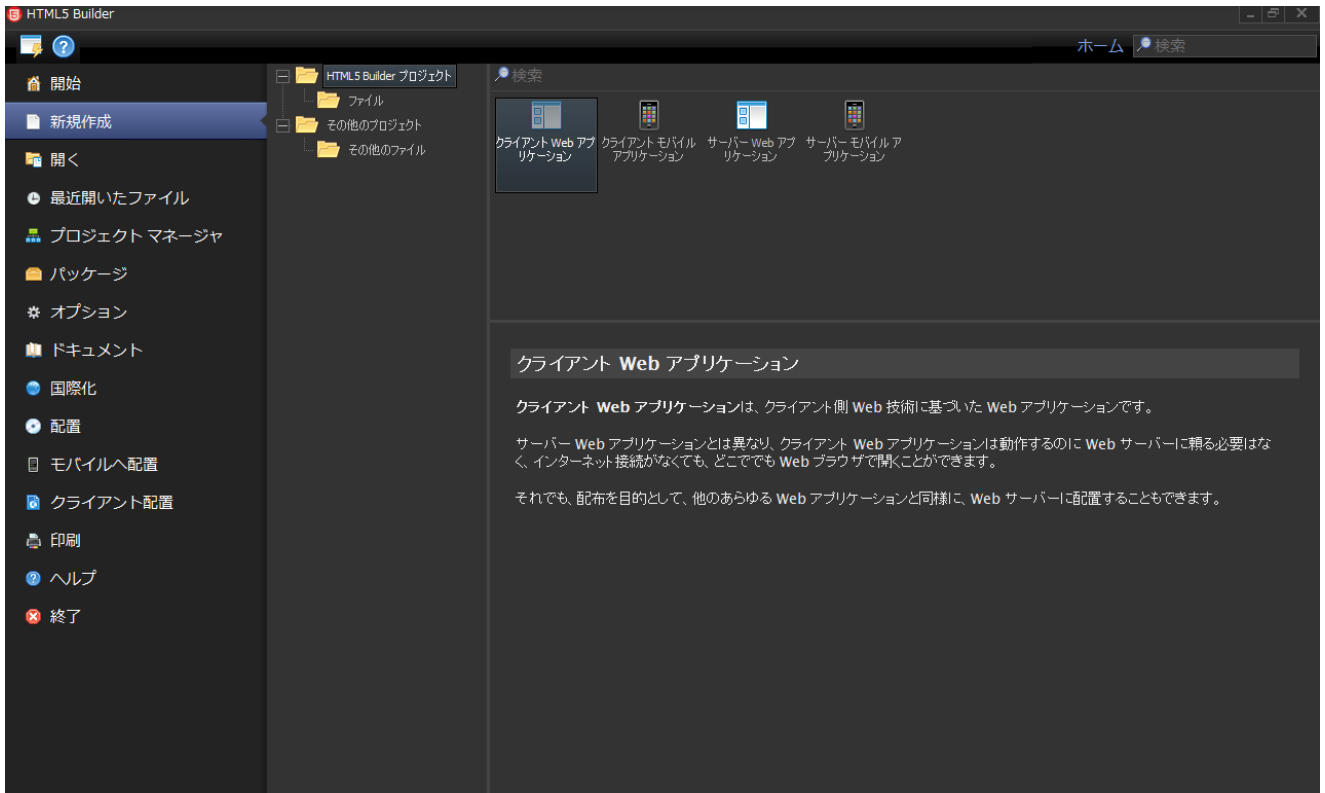 HTML5 Builder
ホーム
検索
開始
新規作成
開く
最近開いたファイル
プロジェクト マネージャ
パッケージ
オプション
ドキュメント
国際化
配置
モバイルへ配置
クライアント配置
印刷
ヘルプ
終了
HTML5 Builder プロジェクト
ファイル
その他のプロジェクト
その他のファイル
検索
クライアント Web アプ
リケーション
クライアント モバイル
アプリケーション
サーバー Web アプ
リケーション
サーバー モバイル ア
プリケーション
クライアント Web アプリケーション
クライアント Web アプリケーションは、クライアント側 Web 技術に基づいた Web アプリケーションです。
サーバー Web アプリケーションとは異なり、クライアント Web アプリケーションは動作するのに Web サーバーに頼る必要はな
く、インターネット接続がなくても、どこででも Web ブラウザで開くことができます。
それでも、配布を目的として、他のあらゆる Web アプリケーションと同様に、Web サーバーに配置することもできます。